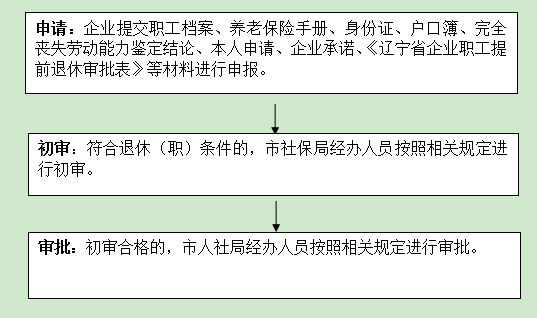 申请：企业提交职工档案、养老保险手册、身份证、户口簿、完全
丧失劳动能力鉴定结论、本人申请、企业承诺、《辽宁省企业职工提
前退休审批表》等材料进行申报。
初审：符合退休（职）条件的，市社保局经办人员按照相关规定进
行初审。
审批：初审合格的，市人社局经办人员按照相关规定进行审批。